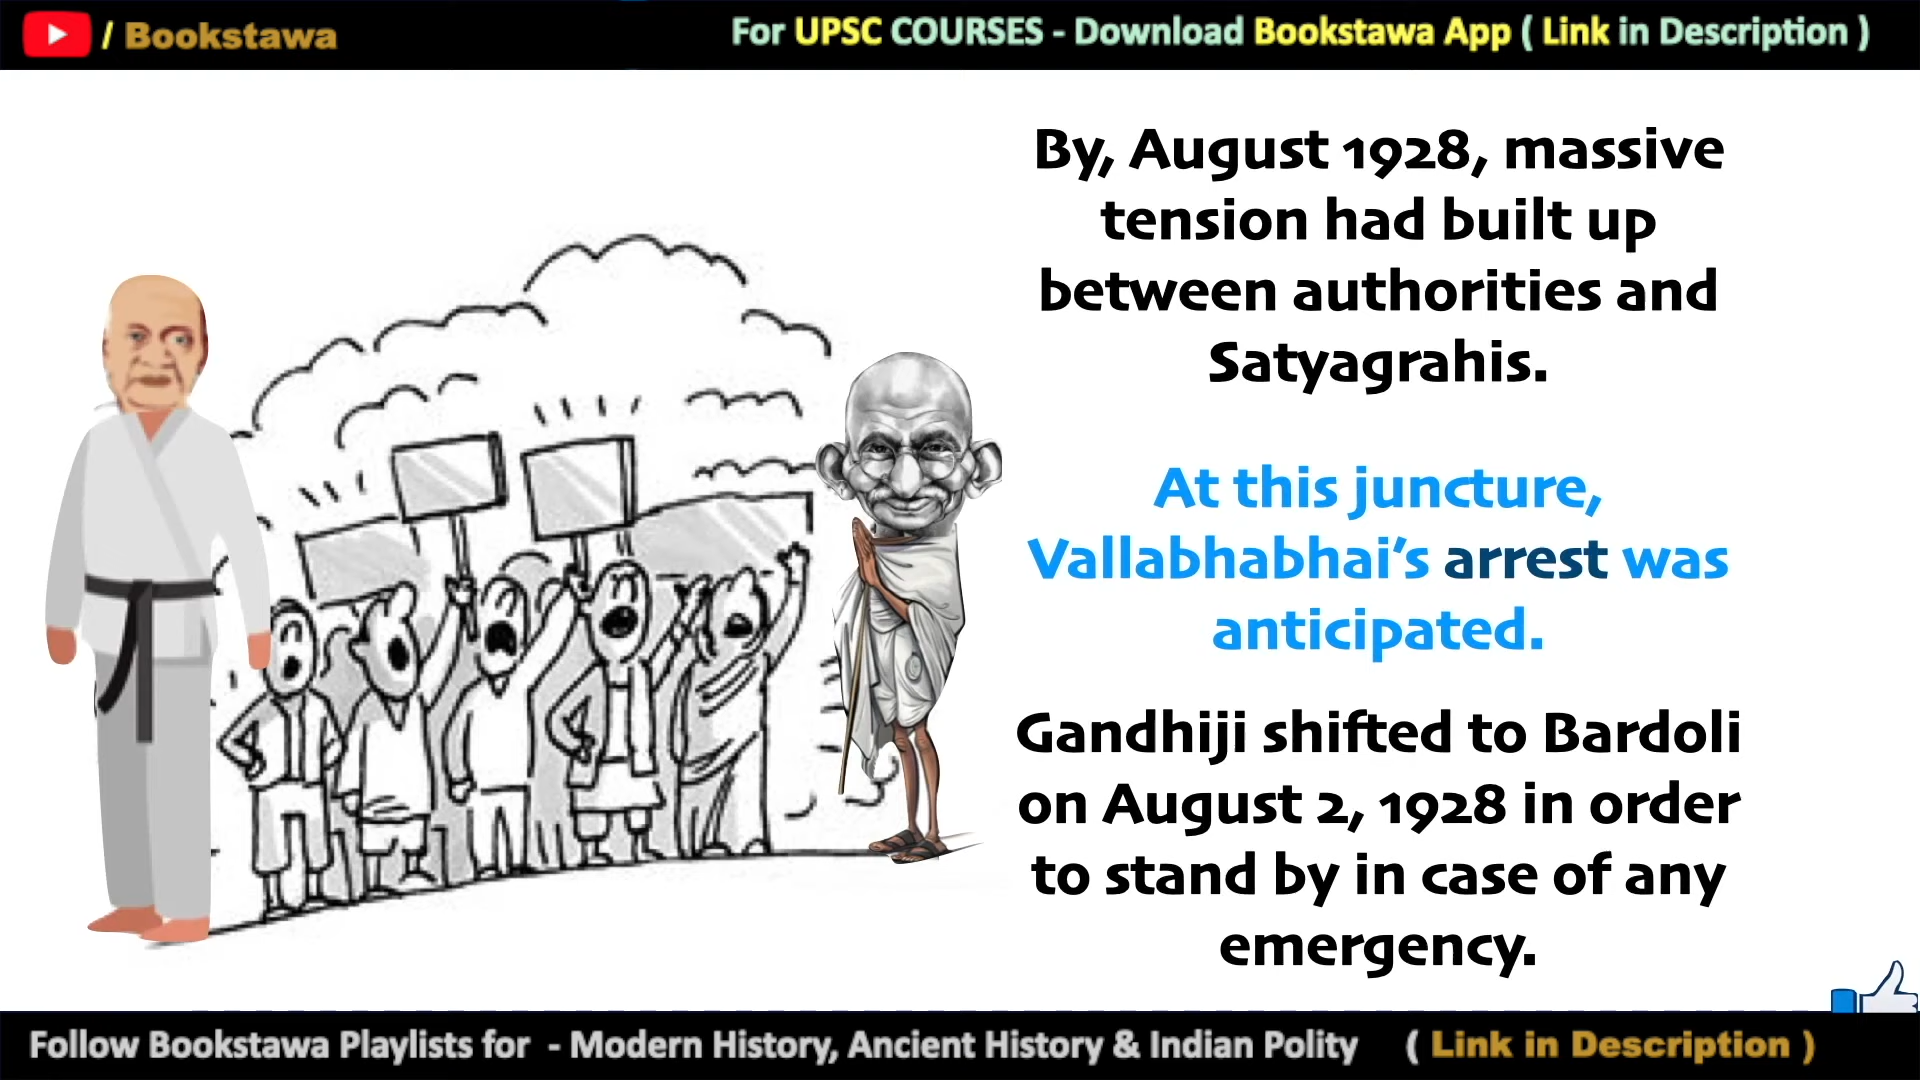 / Bookstawa
For UPSC COURSES - Download Bookstawa App ( Link in Description )
By, August 1928, massive
tension had built up
between authorities and
Satyagrahis.
At this juncture,
Vallabhabhai's arrest was
anticipated.
Gandhiji shifted to Bardoli
on August 2, 1928 in order
to stand by in case of any
emergency.
Follow Bookstawa Playlists for - Modern History, Ancient History & Indian Polity ( Link in Description )